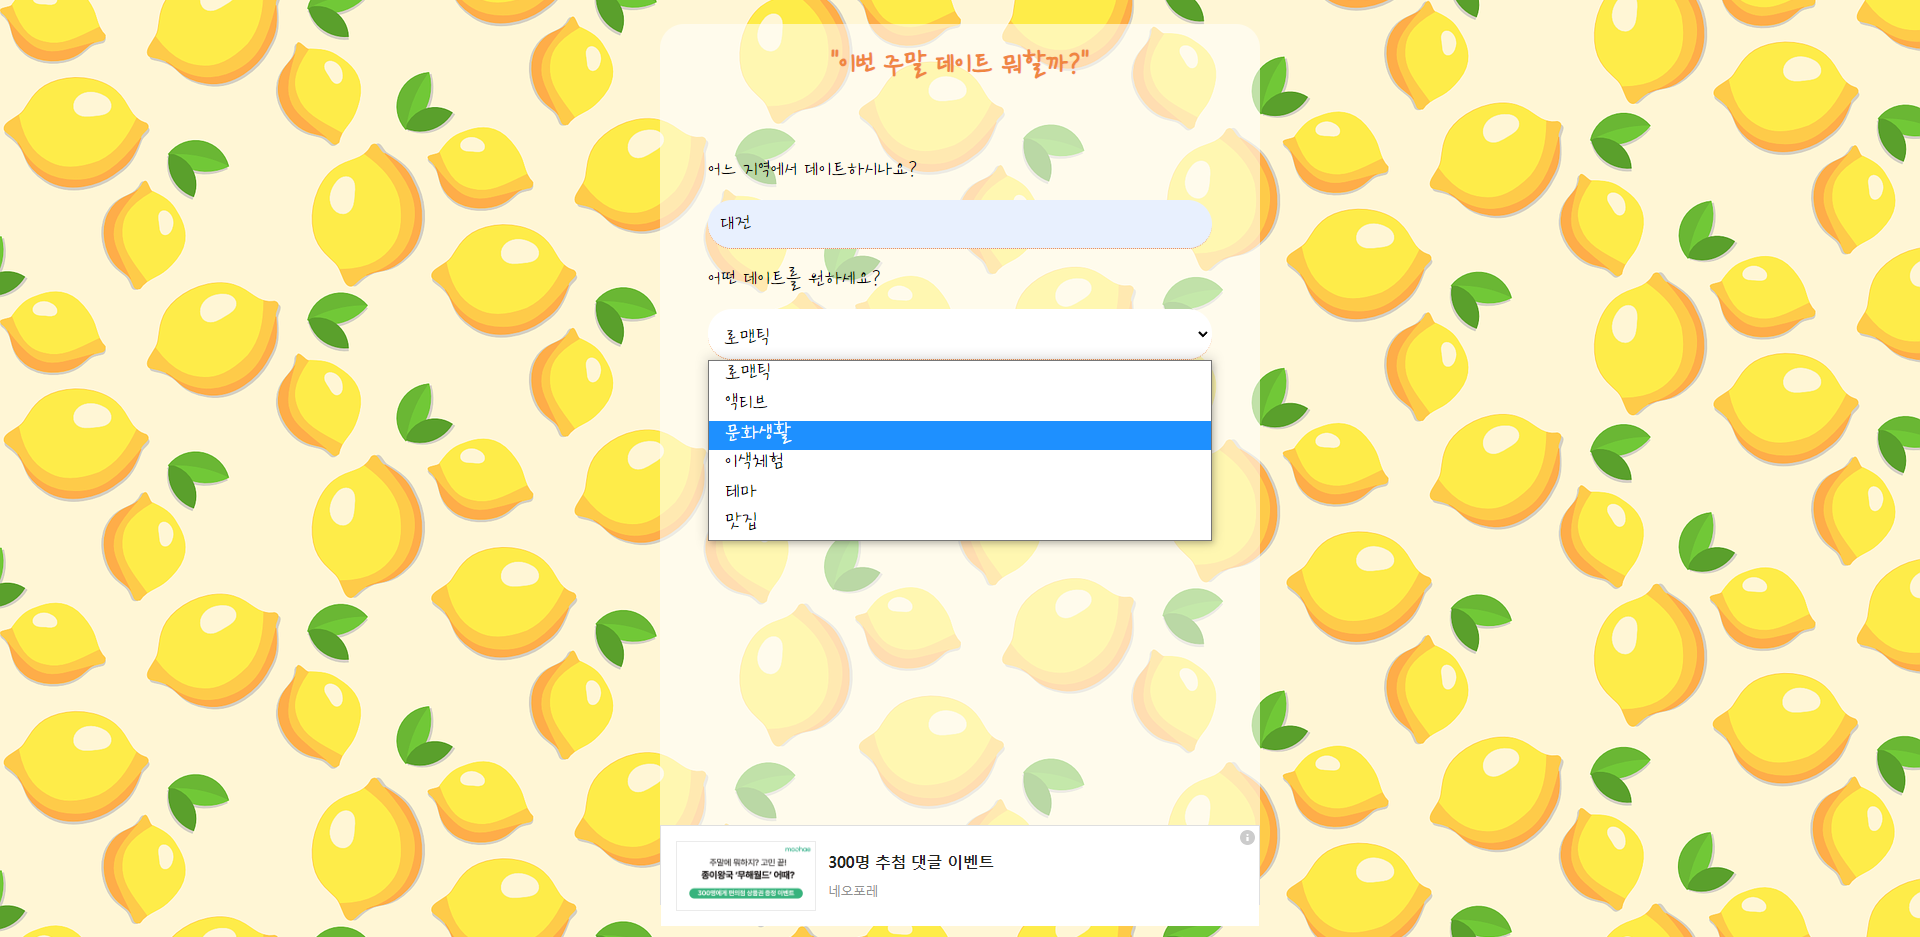 "이번 주말 데이트 뭐할까?"
어느 지역에서 데이트하시나요?
대전
어떤 데이트를 원하세요?
로맨틱
로맨틱
액티브
문화생활
이색체험
테마
맛집
moohae
주말에 뭐하지? 고민 끝!
종이왕국 '무해월드' 어때?
300명에게 편의점 상품권 증정 이벤트
300명 추첨 댓글 이벤트
네오포레